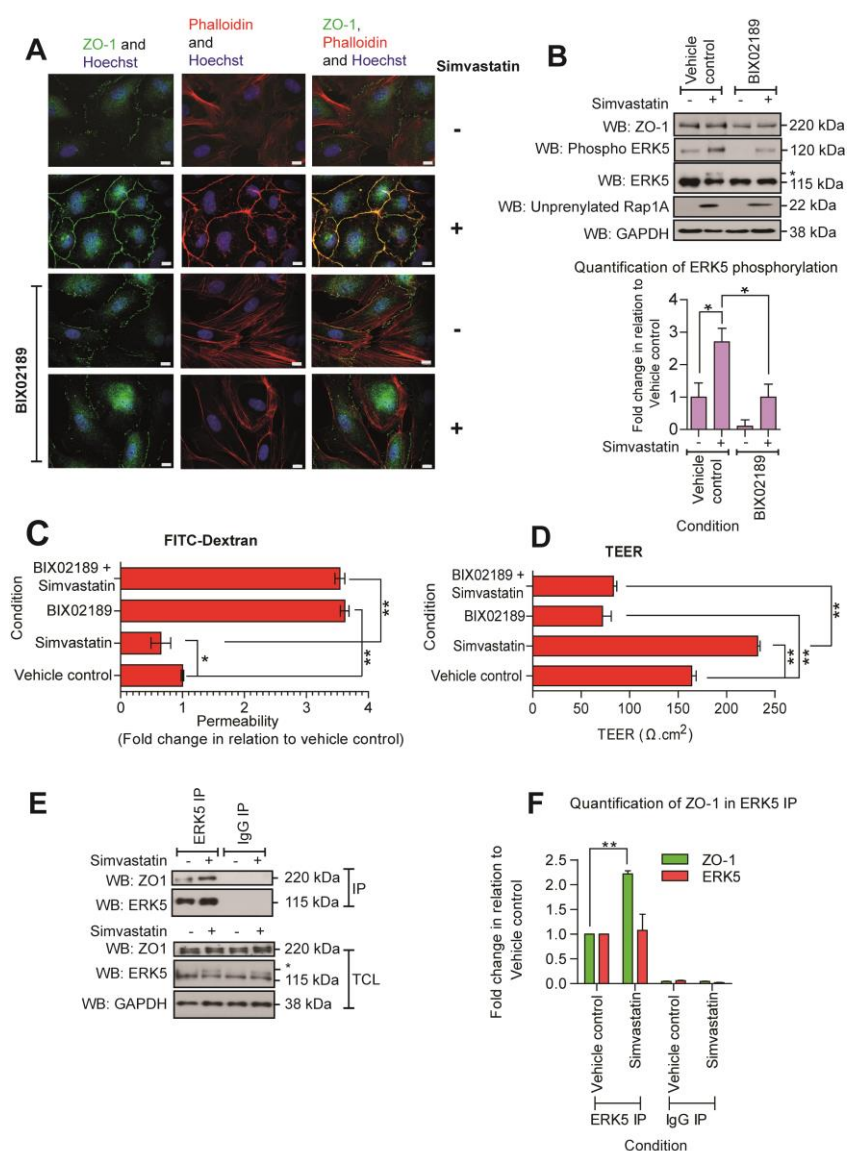 A
ZO-1 and
Hoechst
Phalloidin
and
Hoechst
ZO-1,
Phalloidin
and Hoechst
Simvastatin
-
+
-
+
BIX02189
B
Vehicle
control
BIX02189
Simvastatin - + - +
WB: ZO-1 220 kDa
WB: Phospho ERK5 120 kDa
WB: ERK5 * 115 kDa
WB: Unprenylated Rap1A 22 kDa
WB: GAPDH 38 kDa
Quantification of ERK5 phosphorylation
Fold change in relation to
Vehicle control
5
4
3
2
1
0
*
*
Simvastatin - + - +
Vehicle
control
BIX02189
Condition
C
FITC-Dextran
Condition
BIX02189 +
Simvastatin
BIX02189
Simvastatin
Vehicle control
**
*
**
0 1 2 3 4
Permeability
(Fold change in relation to vehicle control)
D
TEER
Condition
BIX02189 +
Simvastatin
BIX02189
Simvastatin
Vehicle control
**
**
**
0 50 100 150 200 250
TEER (Ω.cm²)
E
ERK5 IP
IgG IP
Simvastatin - + - +
WB: ZO1 220 kDa
WB: ERK5 115 kDa
IP
Simvastatin - + - +
WB: ZO1 220 kDa
WB: ERK5 * 115 kDa
WB: GAPDH 38 kDa
TCL
F
Quantification of ZO-1 in ERK5 IP
Fold change in relation to
Vehicle control
2.5
2.0
1.5
1.0
0.5
0.0
**
ZO-1
ERK5
Vehicle control
Simvastatin
Vehicle control
Simvastatin
ERK5 IP
IgG IP
Condition